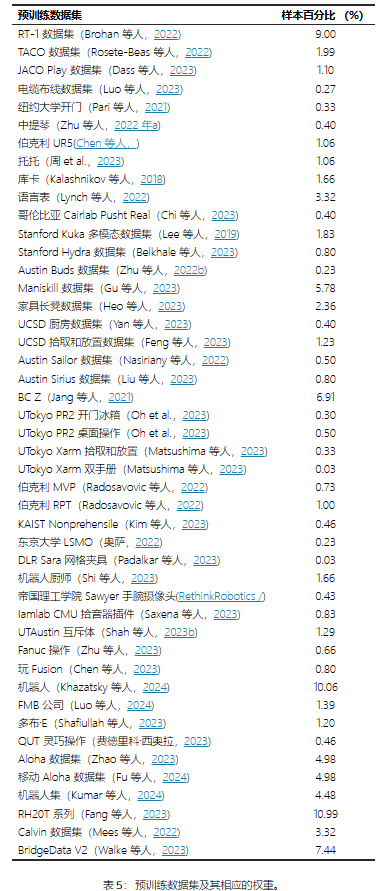 预训练数据集 样本百分比 （%）
RT-1 数据集（Brohan 等人，2022） 9.00
TACO 数据集（Rosete-Beas 等人，2022） 1.99
JACO Play 数据集（Dass 等人，2023） 1.10
电缆布线数据集（Luo 等人，2023） 0.27
纽约大学开门（Pari 等人，2021） 0.33
中提琴（Zhu 等人，2022 年a） 0.40
伯克利 UR5(Chen 等人，) 1.06
托托（周 et al.，2023） 1.06
库卡（Kalashnikov 等人，2018） 1.66
语言表（Lynch 等人，2022） 3.32
哥伦比亚 Cairlab Pusht Real（Chi 等人，2023） 0.40
Stanford Kuka 多模态数据集（Lee 等人，2019） 1.83
Stanford Hydra 数据集（Belkhale 等人，2023） 0.80
Austin Buds 数据集（Zhu 等人，2022b） 0.23
Maniskill 数据集（Gu 等人，2023） 5.78
家具长凳数据集（Heo 等人，2023） 2.36
UCSD 厨房数据集（Yan 等人，2023） 0.40
UCSD 拾取和放置数据集（Feng 等人，2023） 1.23
Austin Sailor 数据集（Nasiriany 等人，2022） 0.50
Austin Sirius 数据集（Liu 等人，2023） 0.80
BC Z（Jang 等人，2021） 6.91
UTokyo PR2 开门冰箱（Oh et al.，2023） 0.30
UTokyo PR2 桌面操作（Oh et al.，2023） 0.50
UTokyo Xarm 拾取和放置（Matsushima 等人，2023） 0.33
UTokyo Xarm 双手册（Matsushima 等人，2023） 0.03
伯克利 MVP（Radosavovic 等人，2022） 0.73
伯克利 RPT（Radosavovic 等人，2022） 1.00
KAIST Nonprehensile（Kim 等人，2023） 0.46
东京大学 LSMO（奥萨，2022） 0.23
DLR Sara 网格夹具（Padalkar 等人，2023） 0.03
机器人厨师（Shi 等人，2023） 1.66
帝国理工学院 Sawyer 手腕摄像头(RethinkRobotics /) 0.43
Iamlab CMU 拾音器插件（Saxena 等人，2023） 0.83
UTAustin 互斥体（Shah 等人，2023b） 1.29
Fanuc 操作（Zhu 等人，2023） 0.66
玩 Fusion（Chen 等人，2023） 0.80
机器人（Khazatsky 等人，2024） 10.06
FMB 公司（Luo 等人，2024） 1.39
多布·E（Shafiullah 等人，2023） 1.20
QUT 灵巧操作（费德里科·西奥拉，2023） 0.46
Aloha 数据集（Zhao 等人，2023） 4.98
移动 Aloha 数据集（Fu 等人，2024） 4.98
机器人集（Kumar 等人，2024） 4.48
RH20T 系列（Fang 等人，2023） 10.99
Calvin 数据集（Mees 等人，2022） 3.32
BridgeData V2（Walke 等人，2023） 7.44
表 5： 预训练数据集及其相应的权重。